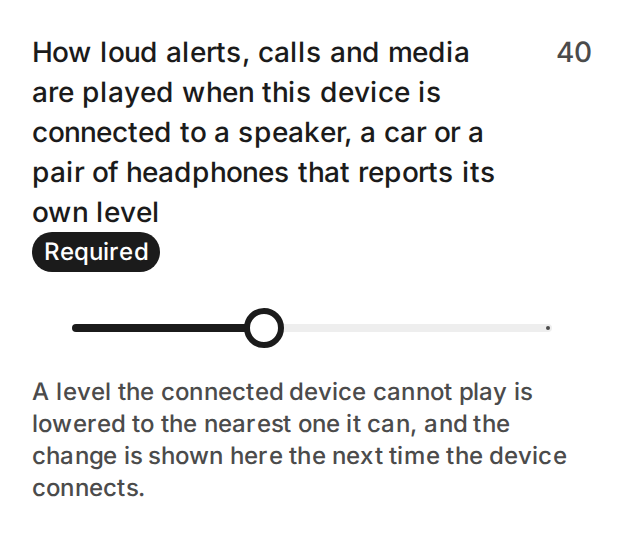 How loud alerts, calls and media
40
are played when this device is
connected to a speaker, a car or a
pair of headphones that reports its
own level
Required
A level the connected device cannot play is
lowered to the nearest one it can, and the
change is shown here the next time the device
connects.